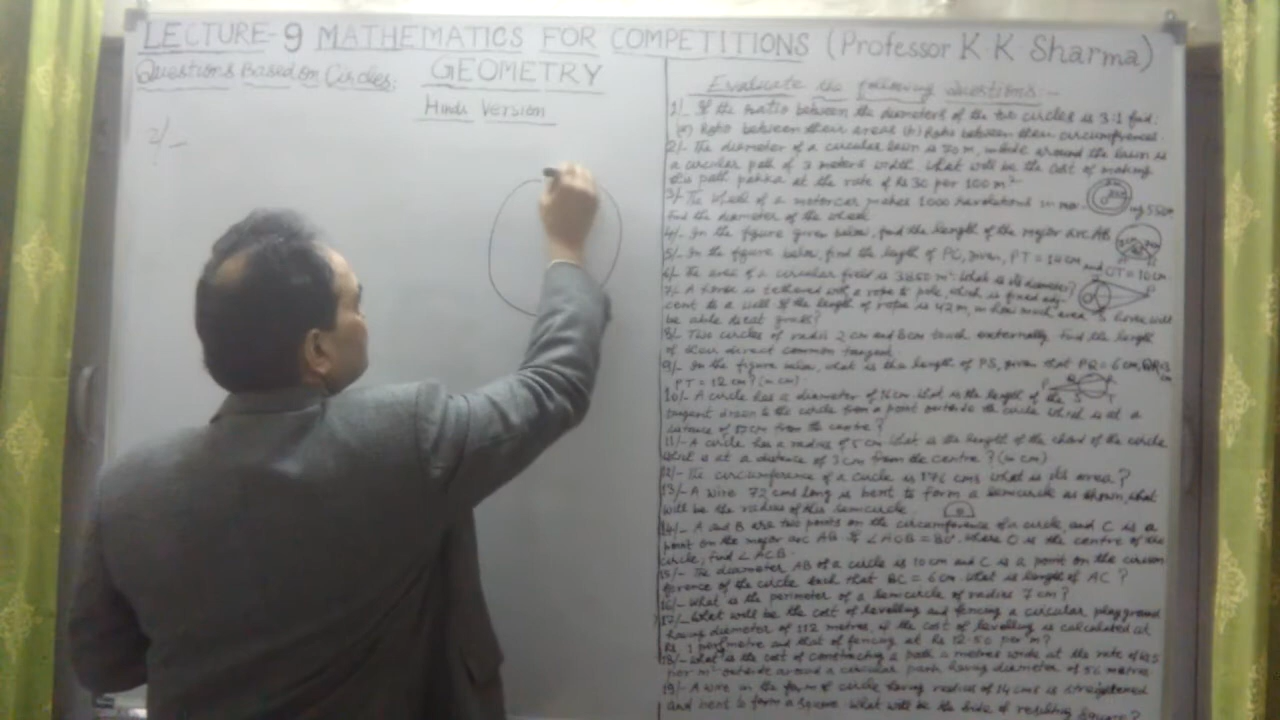 LECTURE-9 MATHEMATICS FOR COMPETITIONS (Professor K.K. Sharma)
Questions Based on Circles:
GEOMETRY
Hindi Version
2/-
Evaluate the following Questions:-
1/- If the ratio between the diameters of the two circles is 3:1 find:
(a) Ratio between their areas (b) Ratio between their circumferences.
2/- The diameter of a circular lawn is 70 m, around the lawn is
a circular path of 3 meters width. What will be the cost of making
this path pakka at the rate of Rs 30 per 100 m²
3/- The wheel of a motorcar makes 1000 revolutions in
find the diameter of the wheel
4/- In the figure given below, find the length of the major arc AB
5/- In the figure below, find the length of PC, given, PT = and OT = 10 cm
6/- The area of a circular field is 3850 m². What is its diameter?
7/- A horse is tethered with a rope to pole, which is fixed
to a wall. If the length of rope is 42 m, in how much area horse will
be able to eat grass?
8/- Two circles of radii 2 cm and 8 cm touch externally. Find the length
of their direct common tangent.
9/- In the figure below, what is the length of PS, given that PQ = 6 cm,
PT = 12 cm? (in cm)
10/- A circle has a diameter of 16 cm. What is the length of the
tangent drawn to the circle from a point outside the circle which is at a
distance of 17 cm from the centre?
11/- A circle has a radius of 5 cm. What is the length of the chord of the circle
which is at a distance of 3 cm from the centre? (in cm)
12/- The circumference of a circle is 176 cms what is its area?
13/- A wire 72 cms long is bent to form a semicircle as shown, what
will be the radius of this semicircle.
14/- A and B are two points on the circumference of a circle, and C is a
point on the major arc AB. If ∠AOB = 80°, where O is the centre of the
circle, find ∠ACB.
15/- The diameter AB of a circle is 10 cm and C is a point on the circum
ference of the circle such that BC = 6 cm. What is length of AC?
16/- What is the perimeter of a semicircle of radius 7 cm?
17/- What will be the cost of levelling and fencing a circular playground
having diameter of 112 metres, if the cost of levelling is calculated at
Rs. 1 per metre and that of fencing at Rs 12.50 per m?
18/- What is the cost of constructing a path metres wide at the rate of Rs
per m² outside around a circular park having diameter of 56 metres
19/- A wire in the form of circle having radius of 14 cms is straightened
and bent to form a square. What will be the side of resulting square?